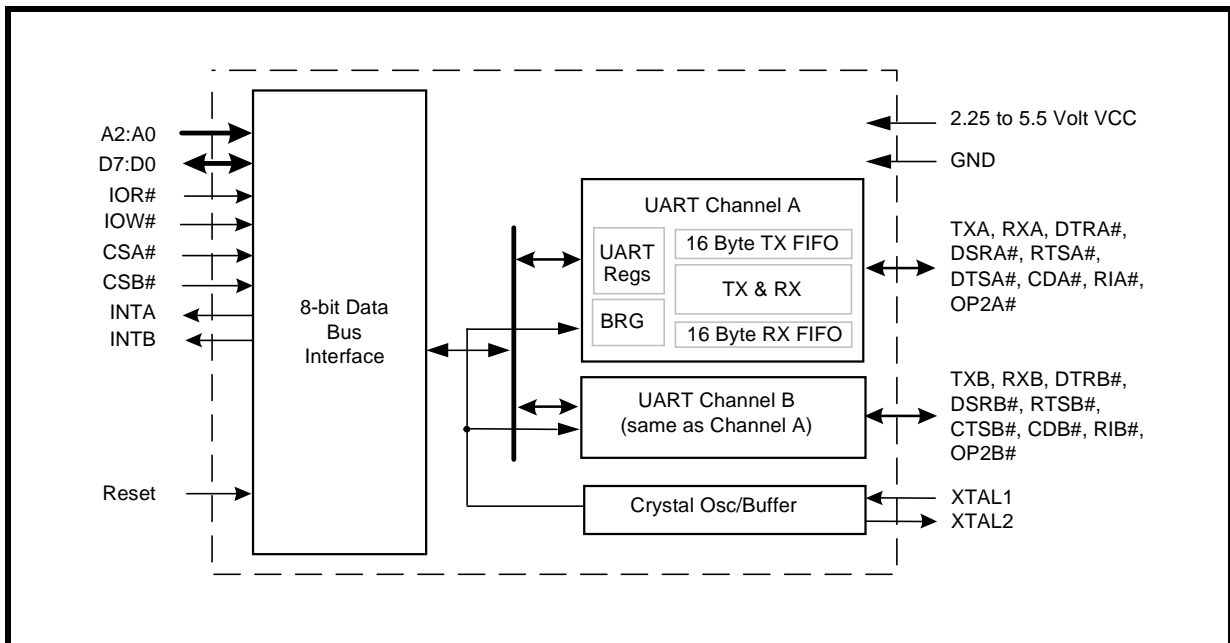 A2:A0
D7:D0
IOR#
IOW#
CSA#
CSB#
INTA
INTB
Reset
8-bit Data
Bus
Interface
UART Channel A
UART
Regs
BRG
16 Byte TX FIFO
TX & RX
16 Byte RX FIFO
UART Channel B
(same as Channel A)
Crystal Osc/Buffer
2.25 to 5.5 Volt VCC
GND
TXA, RXA, DTRA#,
DSRA#, RTSA#,
DTSA#, CDA#, RIA#,
OP2A#
TXB, RXB, DTRB#,
DSRB#, RTSB#,
CTSB#, CDB#, RIB#,
OP2B#
XTAL1
XTAL2